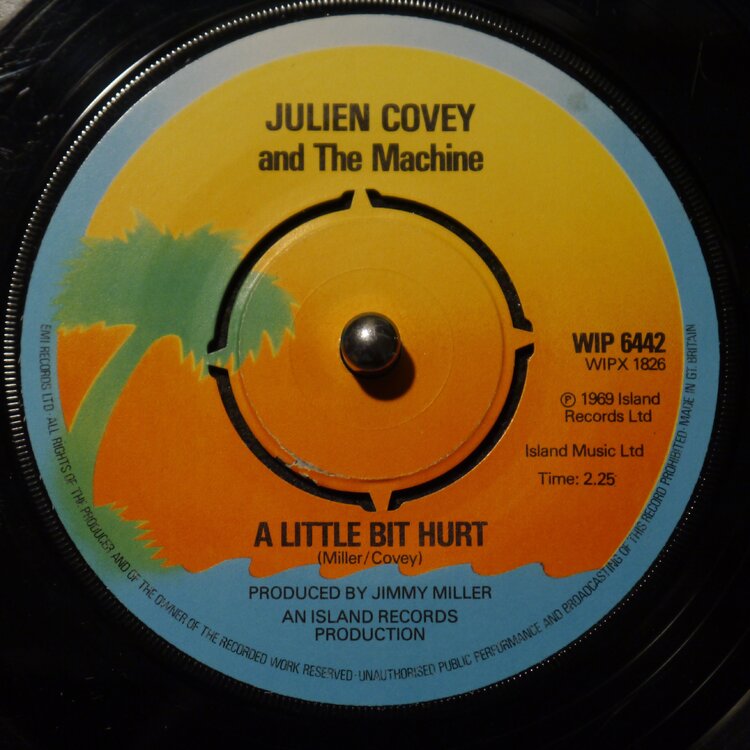 JULIEN COVEY
and The Machine
WIP 6442
WIPX 1826
℗ 1969 Island
Records Ltd
Island Music Ltd
Time: 2.25
A LITTLE BIT HURT
(Miller/Covey)
PRODUCED BY JIMMY MILLER
AN ISLAND RECORDS
PRODUCTION
EMI RECORDS LTD · ALL RIGHTS OF THE PRODUCER AND OF THE OWNER OF THE RECORDED WORK RESERVED · UNAUTHORISED PUBLIC PERFORMANCE AND BROADCASTING OF THIS RECORD PROHIBITED · MADE IN GT. BRITAIN